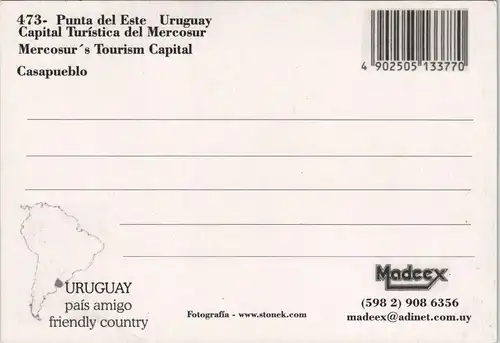 473- Punta del Este Uruguay
Capital Turística del Mercosur
Mercosur´s Tourism Capital
Casapueblo
4 902505 133770
URUGUAY
país amigo
friendly country
Fotografía - www.stonek.com
Madeex
(598 2) 908 6356
madeex@adinet.com.uy